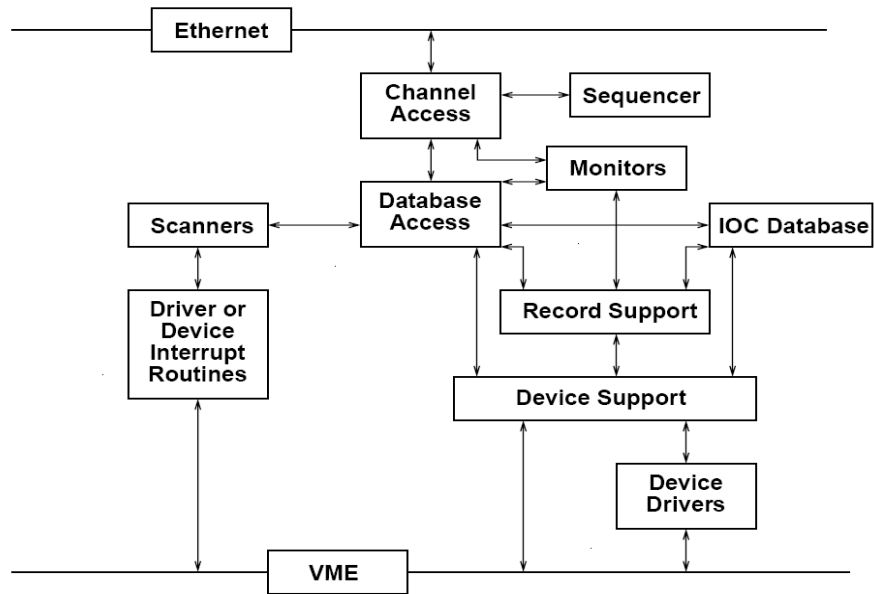 Ethernet
Channel
Access
Sequencer
Monitors
Database
Access
Scanners
IOC Database
Driver or
Device
Interrupt
Routines
Record Support
Device Support
Device
Drivers
VME